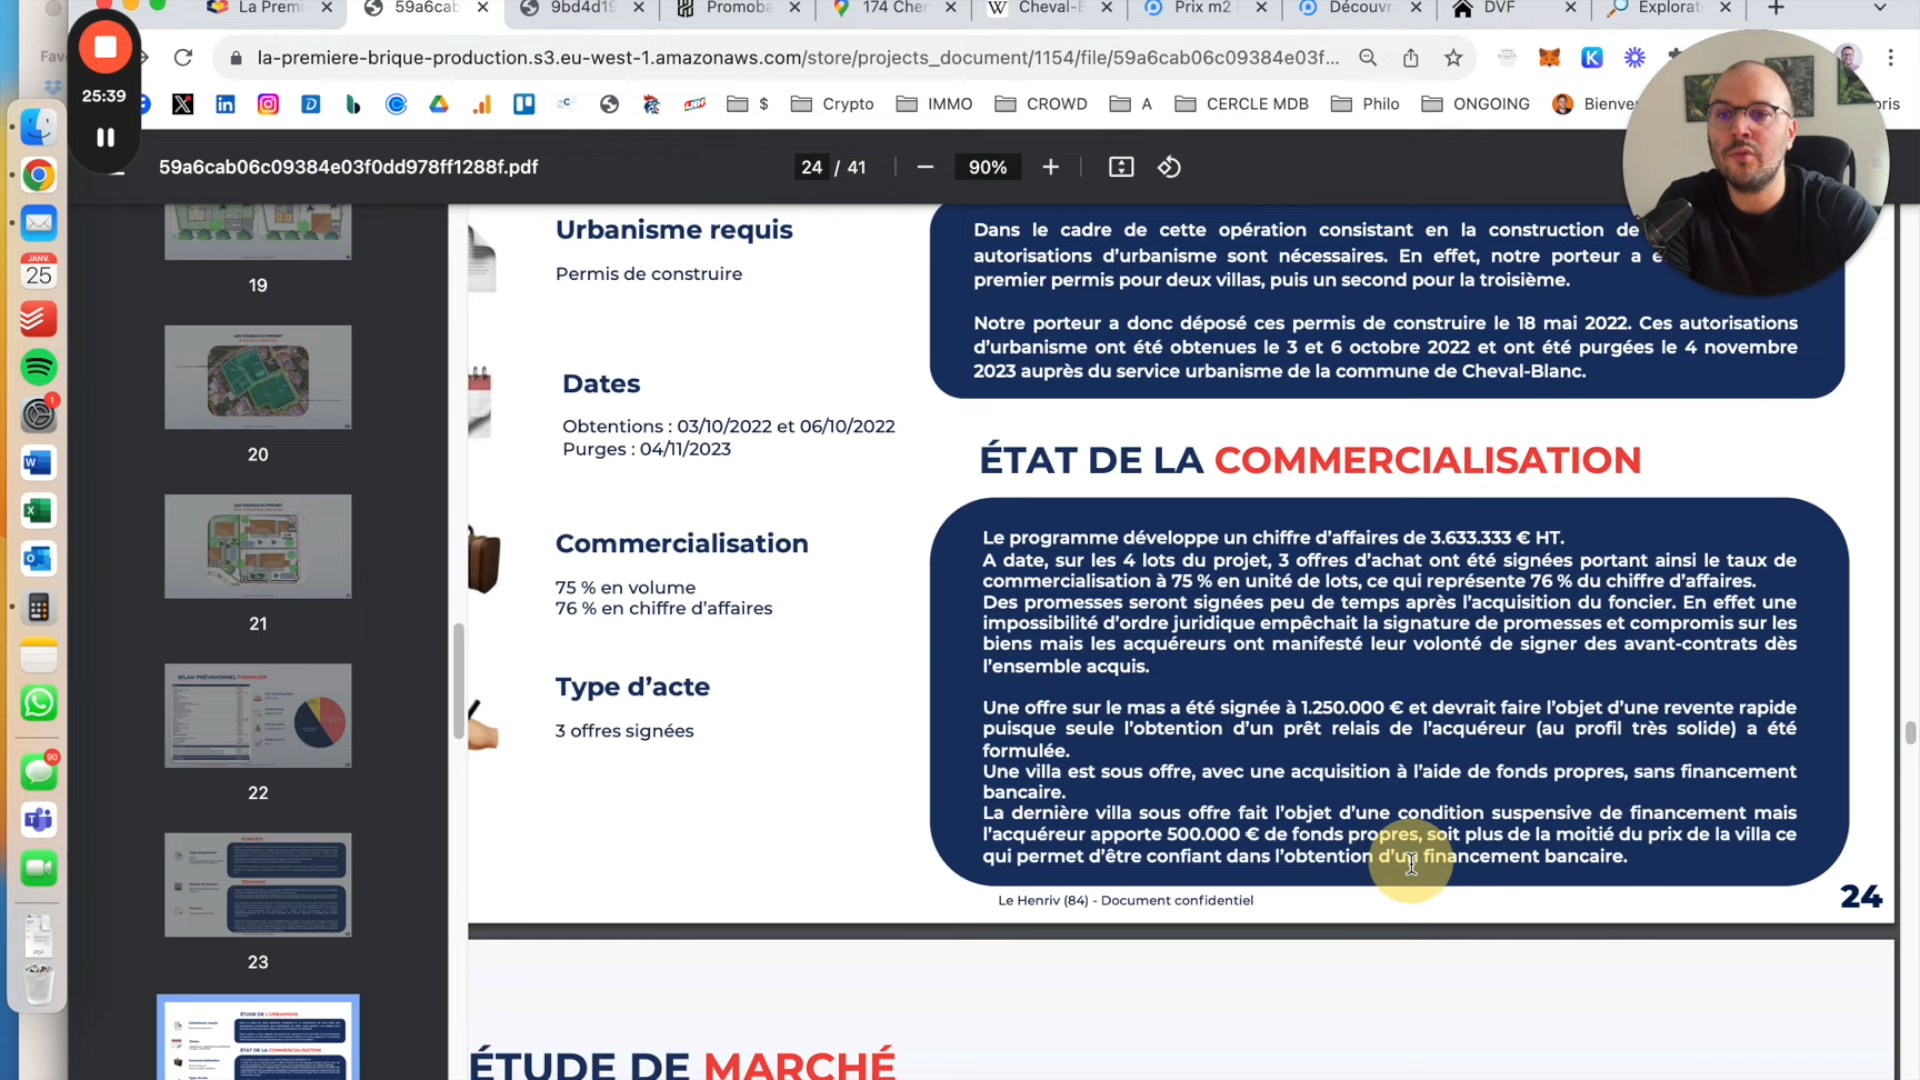 La Premi
59a6cab
9bd4d19
Promoba
174 Cher
Cheval-B
Prix m2
Découvr
DVF
Explorat
Fav
25:39
la-premiere-brique-production.s3.eu-west-1.amazonaws.com/store/projects_document/1154/file/59a6cab06c09384e03f...
$
Crypto
IMMO
CROWD
A
CERCLE MDB
Philo
ONGOING
Bienve
oris
59a6cab06c09384e03f0dd978ff1288f.pdf
24 / 41
90%
JANV.
25
1
90
19
20
21
BILAN PRÉVISIONNEL FINANCIER
22
23
Urbanisme requis
Permis de construire
Dates
Obtentions : 03/10/2022 et 06/10/2022
Purges : 04/11/2023
Commercialisation
75 % en volume
76 % en chiffre d'affaires
Type d'acte
3 offres signées
Dans le cadre de cette opération consistant en la construction de
autorisations d'urbanisme sont nécessaires. En effet, notre porteur a
premier permis pour deux villas, puis un second pour la troisième.
Notre porteur a donc déposé ces permis de construire le 18 mai 2022. Ces autorisations
d'urbanisme ont été obtenues le 3 et 6 octobre 2022 et ont été purgées le 4 novembre
2023 auprès du service urbanisme de la commune de Cheval-Blanc.
ÉTAT DE LA COMMERCIALISATION
Le programme développe un chiffre d'affaires de 3.633.333 € HT.
A date, sur les 4 lots du projet, 3 offres d'achat ont été signées portant ainsi le taux de
commercialisation à 75 % en unité de lots, ce qui représente 76 % du chiffre d'affaires.
Des promesses seront signées peu de temps après l'acquisition du foncier. En effet une
impossibilité d'ordre juridique empêchait la signature de promesses et compromis sur les
biens mais les acquéreurs ont manifesté leur volonté de signer des avant-contrats dès
l'ensemble acquis.
Une offre sur le mas a été signée à 1.250.000 € et devrait faire l'objet d'une revente rapide
puisque seule l'obtention d'un prêt relais de l'acquéreur (au profil très solide) a été
formulée.
Une villa est sous offre, avec une acquisition à l'aide de fonds propres, sans financement
bancaire.
La dernière villa sous offre fait l'objet d'une condition suspensive de financement mais
l'acquéreur apporte 500.000 € de fonds propres, soit plus de la moitié du prix de la villa ce
qui permet d'être confiant dans l'obtention d'un financement bancaire.
Le Henriv (84) - Document confidentiel
24
ÉTUDE DE MARCHÉ